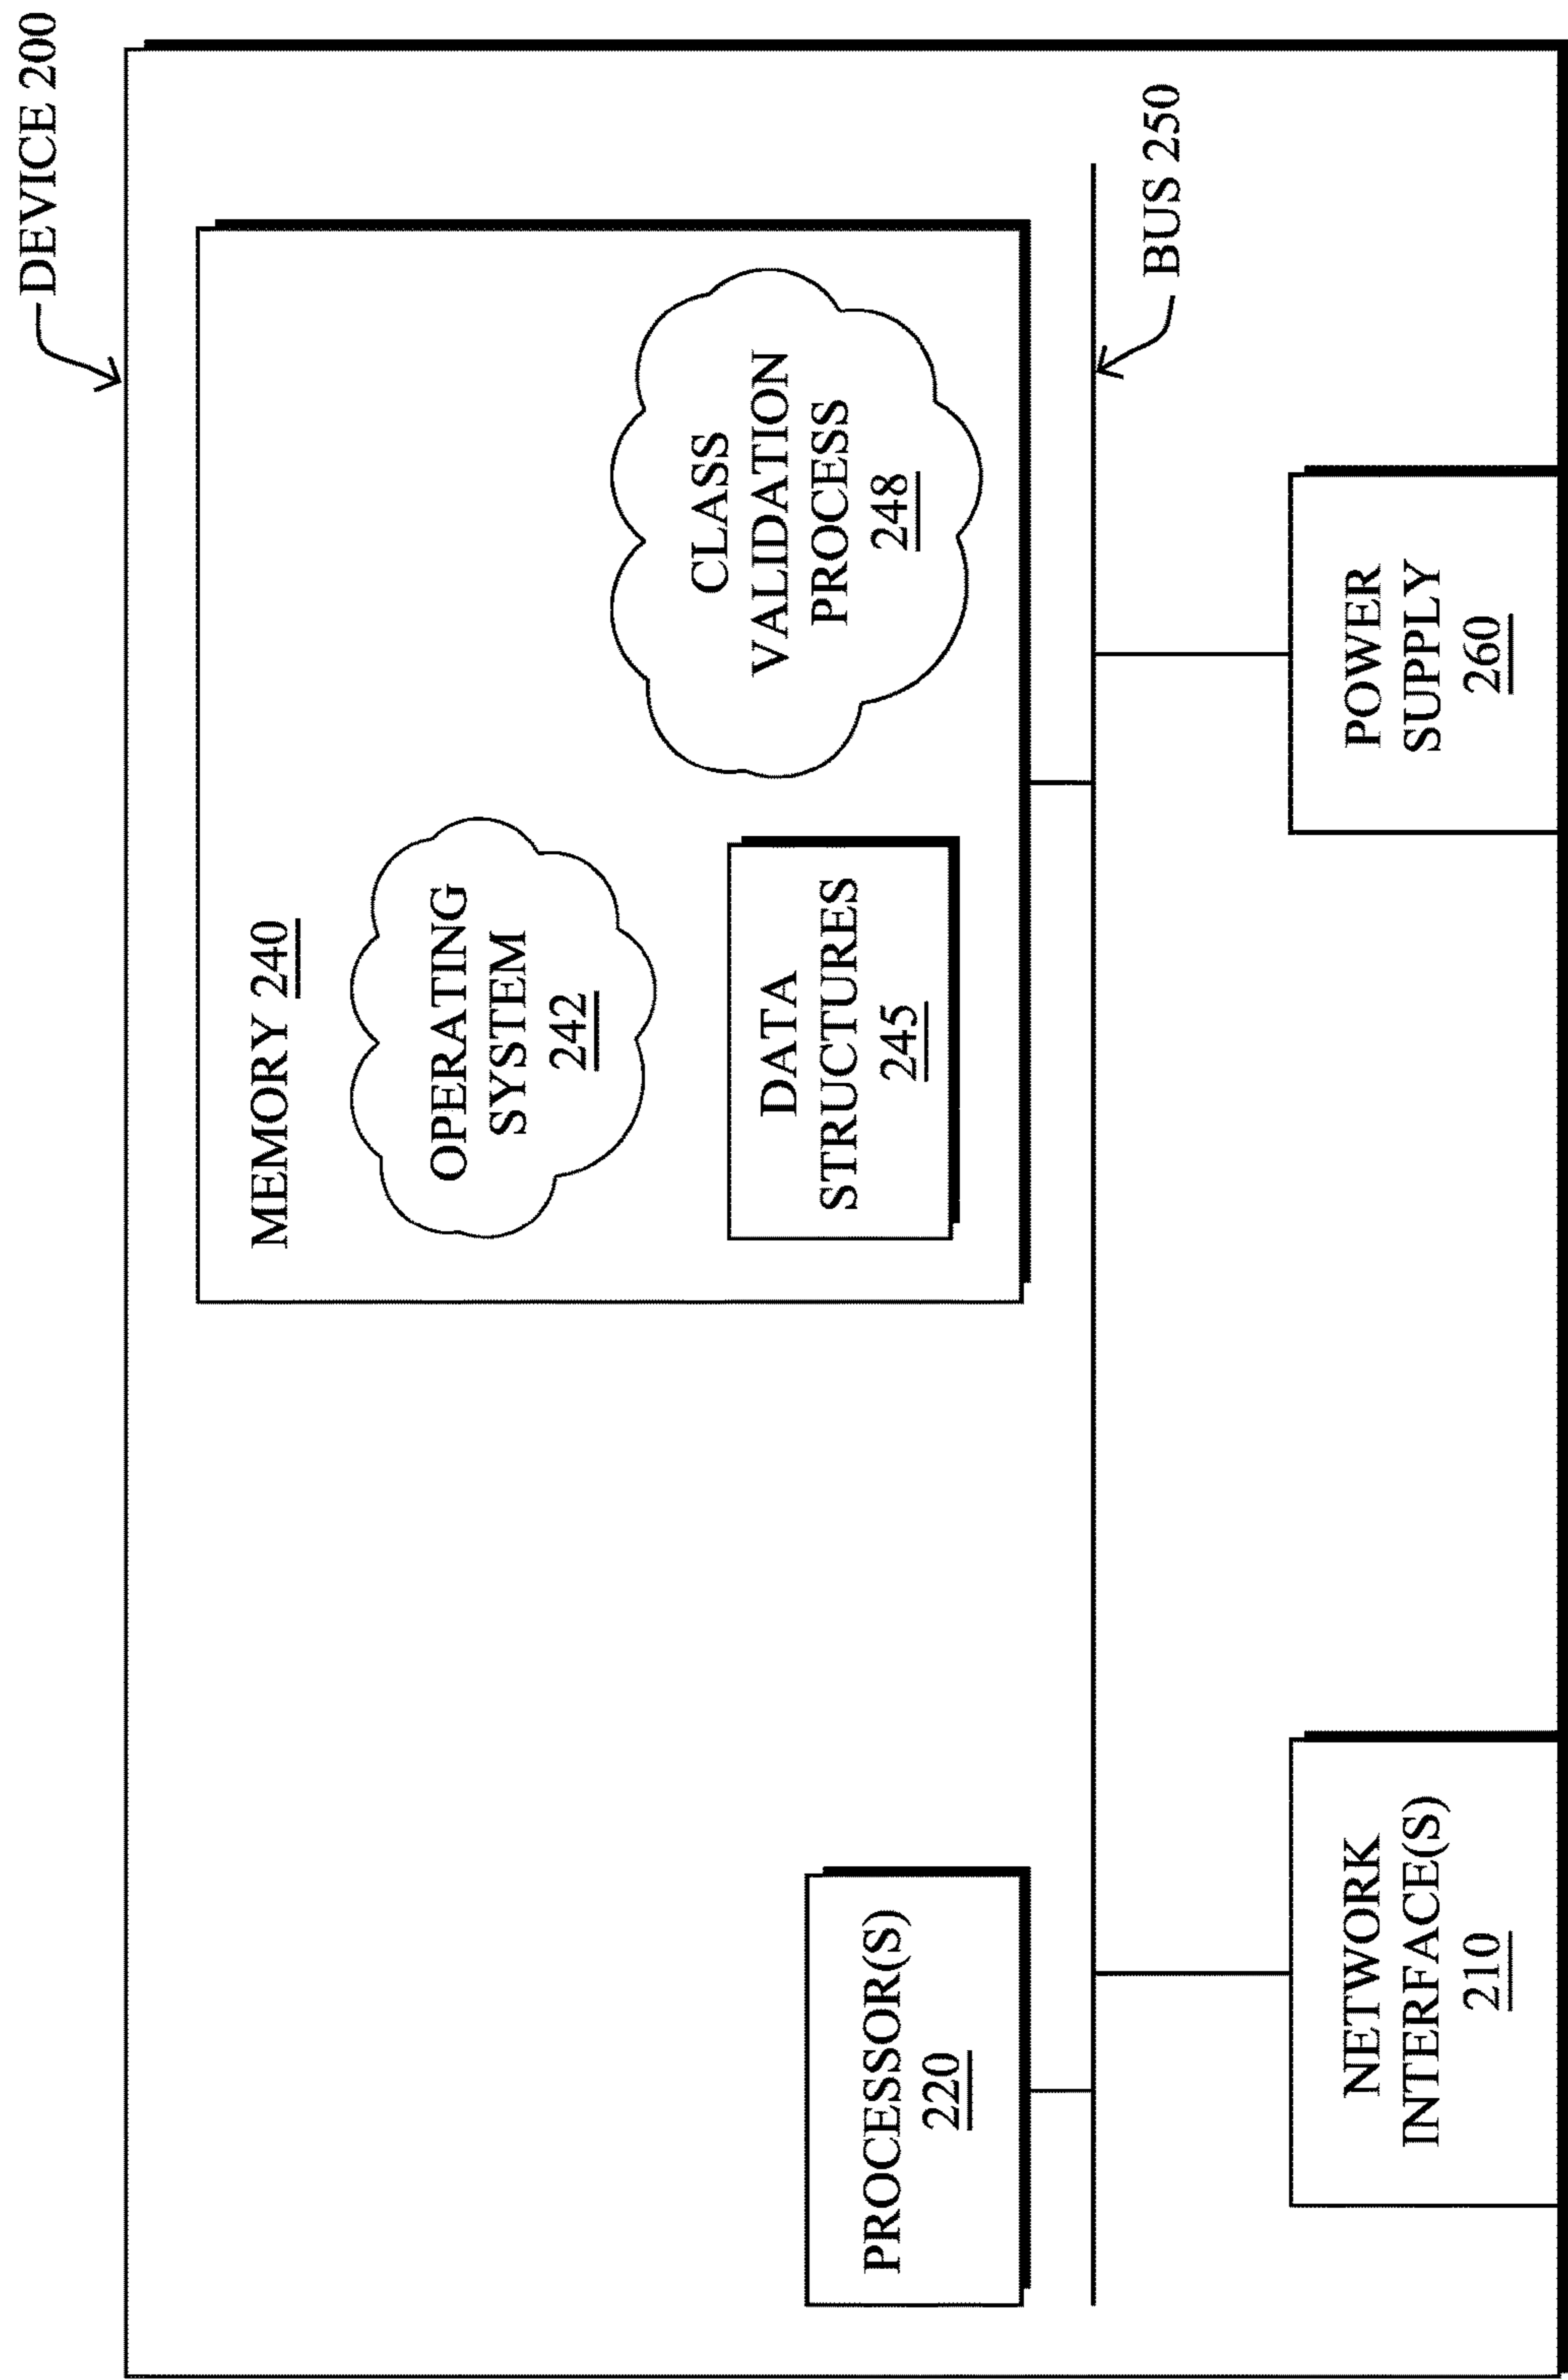 DEVICE 200
MEMORY 240
OPERATING
SYSTEM
242
DATA
STRUCTURES
245
CLASS
VALIDATION
PROCESS
248
PROCESSOR(S)
220
BUS 250
NETWORK
INTERFACE(S)
210
POWER
SUPPLY
260